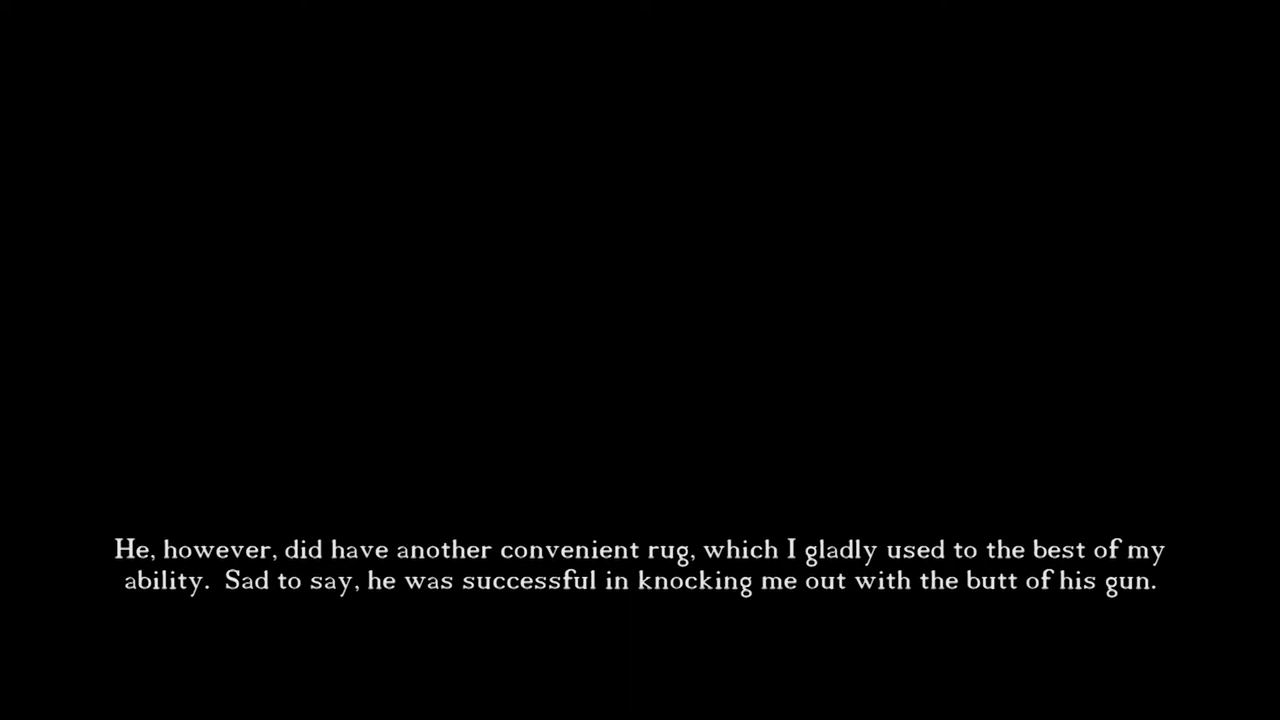 He, however, did have another convenient rug, which I gladly used to the best of my
ability.  Sad to say, he was successful in knocking me out with the butt of his gun.